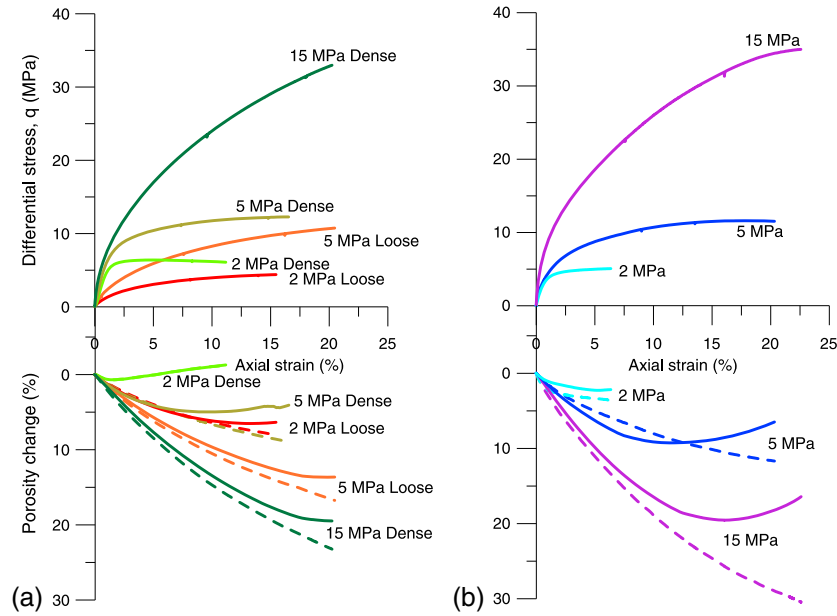 40
15 MPa Dense
30
20
5 MPa Dense
10
5 MPa Loose
2 MPa Dense
2 MPa Loose
0
0 5 10 15 20 25
Differential stress, q (MPa)
Axial strain (%)
0
2 MPa Dense
5 MPa Dense
2 MPa Loose
10
5 MPa Loose
20
15 MPa Dense
30
Porosity change (%)
(a)
40
15 MPa
30
20
10
5 MPa
2 MPa
0
0 5 10 15 20 25
Axial strain (%)
0
2 MPa
10
5 MPa
20
15 MPa
30
(b)